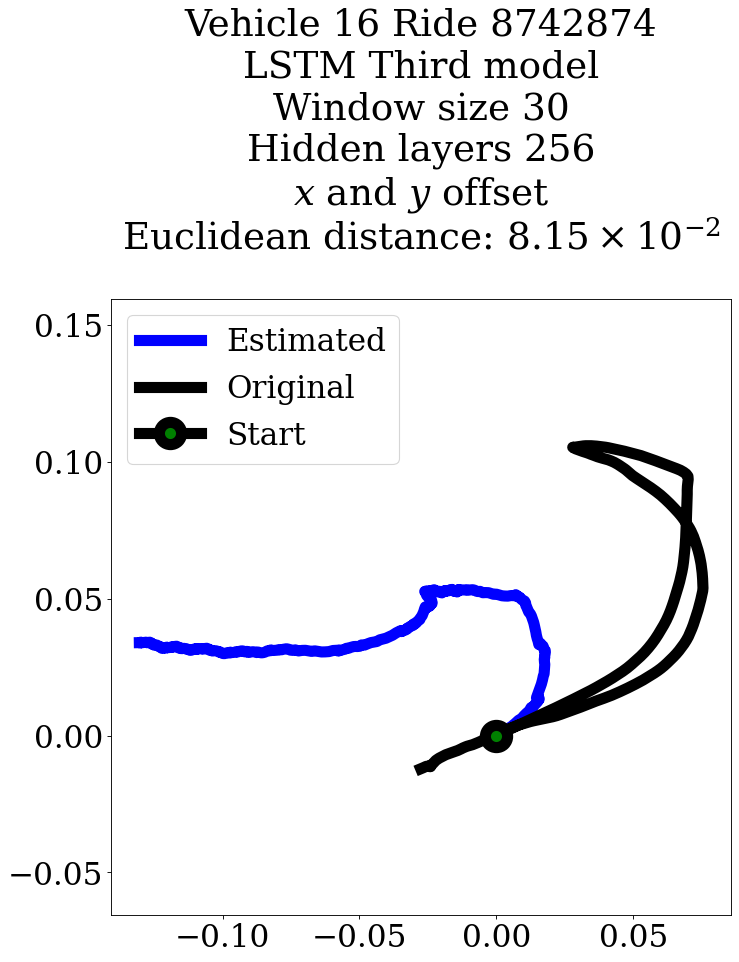 Vehicle 16 Ride 8742874
LSTM Third model
Window size 30
Hidden layers 256
x and y offset
Euclidean distance: 8.15 × 10⁻²
Estimated
Original
Start
0.15
0.10
0.05
0.00
−0.05
−0.10 −0.05 0.00 0.05